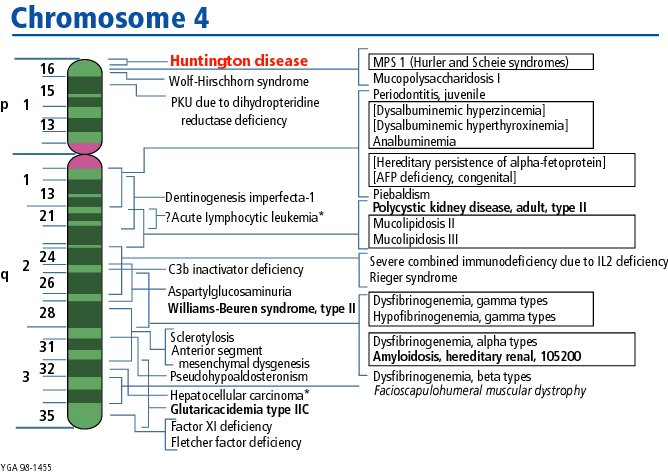 Chromosome 4
Huntington disease
Wolf-Hirschhorn syndrome
PKU due to dihydropteridine
reductase deficiency
MPS 1 (Hurler and Scheie syndromes)
Mucopolysaccharidosis I
Periodontitis, juvenile
[Dysalbuminemic hyperzincemia]
[Dysalbuminemic hyperthyroxinemia]
Analbuminemia
[Hereditary persistence of alpha-fetoprotein]
[AFP deficiency, congenital]
Piebaldism
Polycystic kidney disease, adult, type II
Mucolipidosis II
Mucolipidosis III
Dentinogenesis imperfecta-1
?Acute lymphocytic leukemia*
Severe combined immunodeficiency due to IL2 deficiency
Rieger syndrome
C3b inactivator deficiency
Aspartylglucosaminuria
Williams-Beuren syndrome, type II
Dysfibrinogenemia, gamma types
Hypofibrinogenemia, gamma types
Dysfibrinogenemia, alpha types
Amyloidosis, hereditary renal, 105200
Dysfibrinogenemia, beta types
Facioscapulohumeral muscular dystrophy
Sclerotylosis
Anterior segment
mesenchymal dysgenesis
Pseudohypoaldosteronism
Hepatocellular carcinoma*
Glutaricacidemia type IIC
Factor XI deficiency
Fletcher factor deficiency
p
1
16
15
13
q
1
13
21
2
24
26
28
3
31
32
35
YGA 98-1455